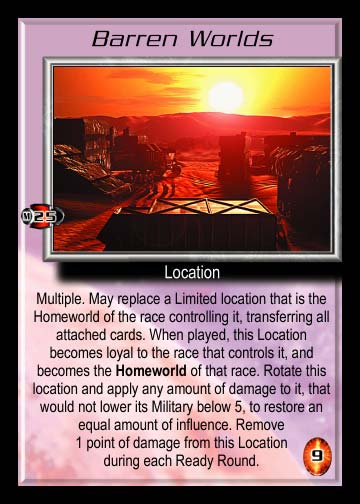 Barren Worlds
M 25
Location
Multiple. May replace a Limited location that is the
Homeworld of the race controlling it, transferring all
attached cards. When played, this Location
becomes loyal to the race that controls it, and
becomes the Homeworld of that race. Rotate this
location and apply any amount of damage to it, that
would not lower its Military below 5, to restore an
equal amount of influence. Remove
1 point of damage from this Location
during each Ready Round.
9